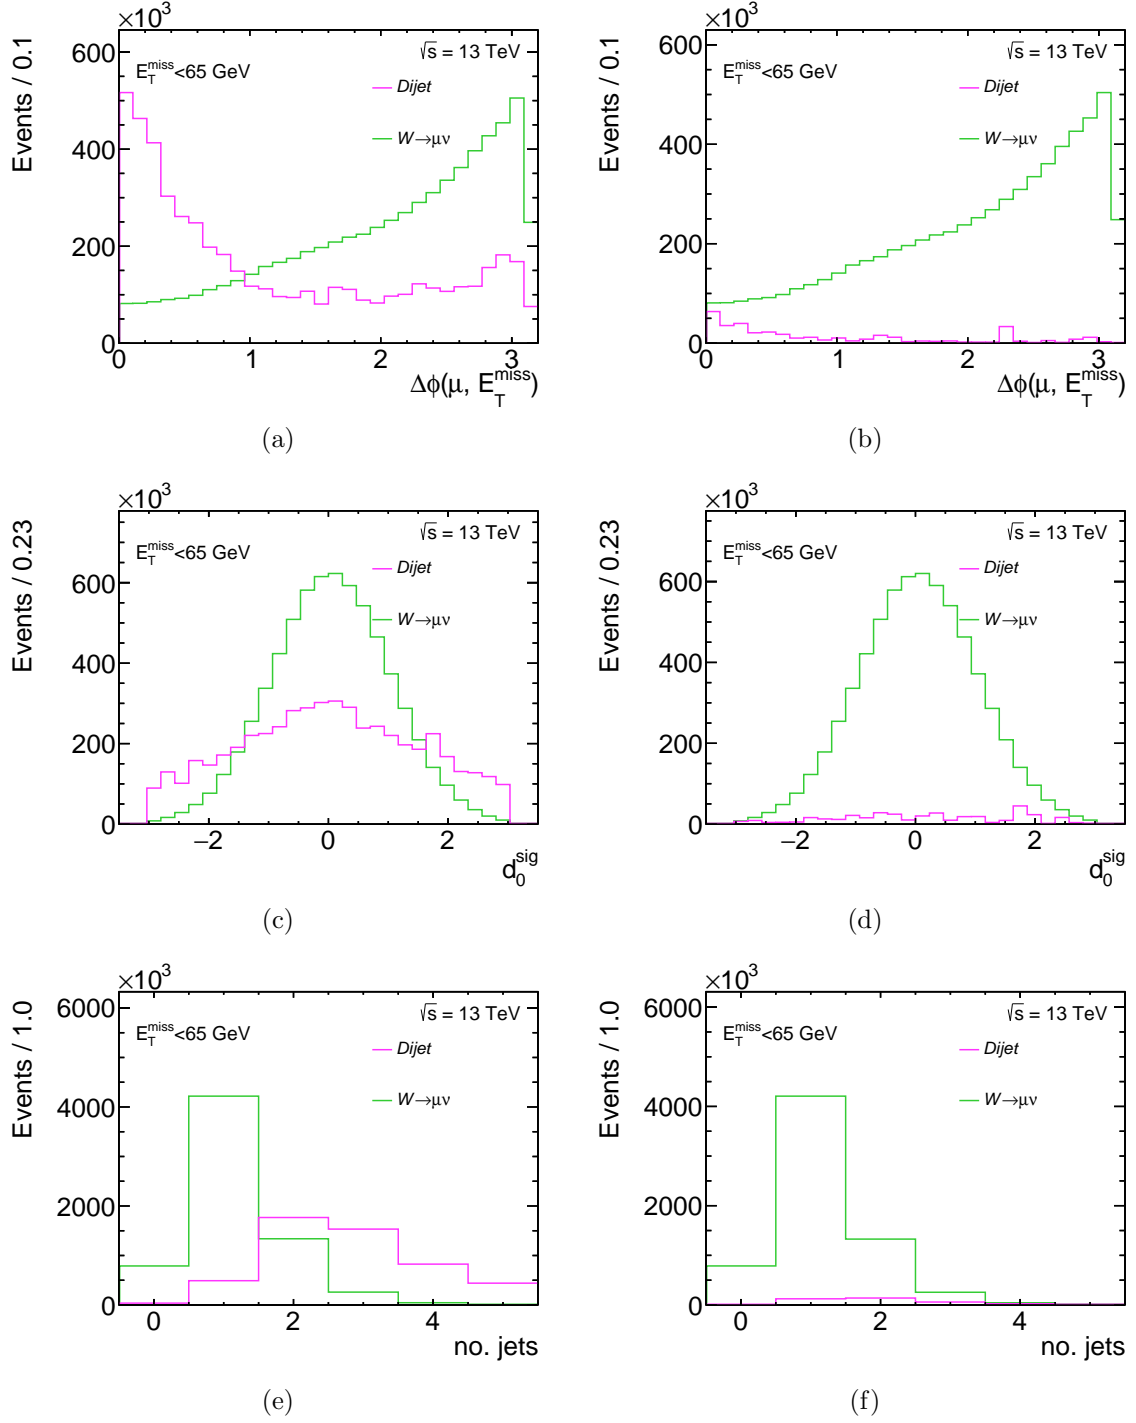 ×10³
Events / 0.1
600
400
200
0
0 1 2 3
E_T^miss<65 GeV
√s = 13 TeV
Dijet
W→μν
Δϕ(μ, E_T^miss)
(a)
×10³
Events / 0.1
600
400
200
0
0 1 2 3
E_T^miss<65 GeV
√s = 13 TeV
Dijet
W→μν
Δϕ(μ, E_T^miss)
(b)
×10³
Events / 0.23
600
400
200
0
−2 0 2
E_T^miss<65 GeV
√s = 13 TeV
Dijet
W→μν
d_0^sig
(c)
×10³
Events / 0.23
600
400
200
0
−2 0 2
E_T^miss<65 GeV
√s = 13 TeV
Dijet
W→μν
d_0^sig
(d)
×10³
Events / 1.0
6000
4000
2000
0
0 2 4
E_T^miss<65 GeV
√s = 13 TeV
Dijet
W→μν
no. jets
(e)
×10³
Events / 1.0
6000
4000
2000
0
0 2 4
E_T^miss<65 GeV
√s = 13 TeV
Dijet
W→μν
no. jets
(f)